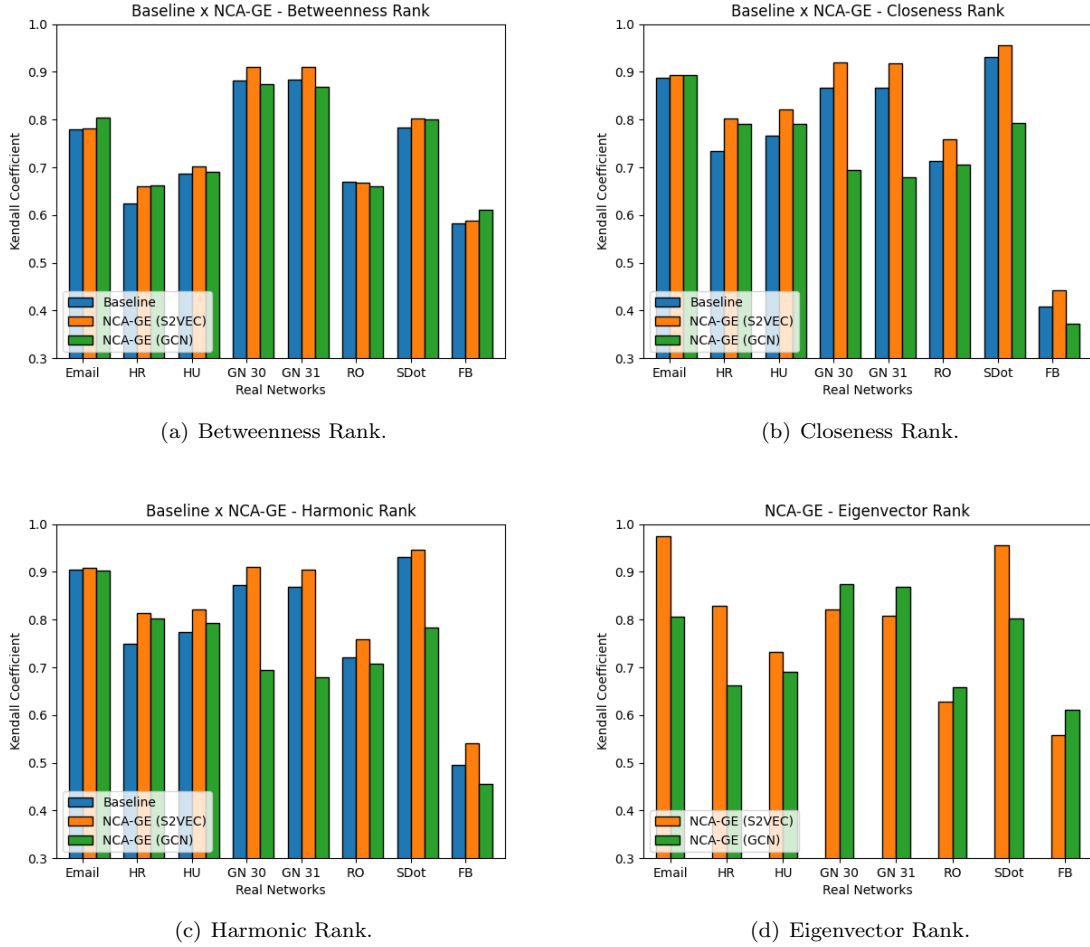 Baseline x NCA-GE - Betweenness Rank
1.0
0.9
0.8
0.7
0.6
0.5
0.4
0.3
Kendall Coefficient
Baseline
NCA-GE (S2VEC)
NCA-GE (GCN)
Email HR HU GN 30 GN 31 RO SDot FB
Real Networks
(a) Betweenness Rank.
Baseline x NCA-GE - Closeness Rank
1.0
0.9
0.8
0.7
0.6
0.5
0.4
0.3
Kendall Coefficient
Baseline
NCA-GE (S2VEC)
NCA-GE (GCN)
Email HR HU GN 30 GN 31 RO SDot FB
Real Networks
(b) Closeness Rank.
Baseline x NCA-GE - Harmonic Rank
1.0
0.9
0.8
0.7
0.6
0.5
0.4
0.3
Kendall Coefficient
Baseline
NCA-GE (S2VEC)
NCA-GE (GCN)
Email HR HU GN 30 GN 31 RO SDot FB
Real Networks
(c) Harmonic Rank.
NCA-GE - Eigenvector Rank
1.0
0.9
0.8
0.7
0.6
0.5
0.4
0.3
Kendall Coefficient
NCA-GE (S2VEC)
NCA-GE (GCN)
Email HR HU GN 30 GN 31 RO SDot FB
Real Networks
(d) Eigenvector Rank.